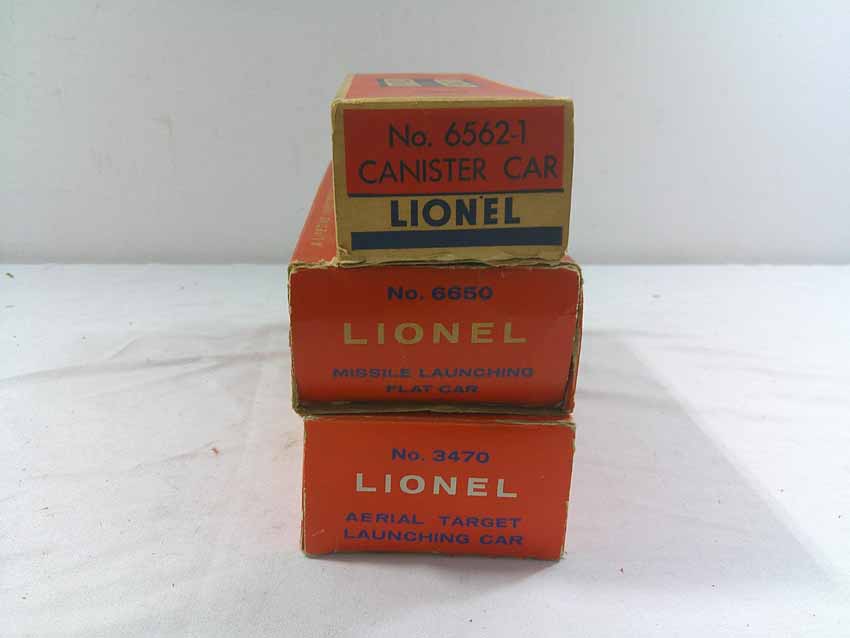 No. 6562-1
CANISTER CAR
LIONEL
No. 6650
LIONEL
MISSILE LAUNCHING
FLAT CAR
No. 3470
LIONEL
AERIAL TARGET
LAUNCHING CAR